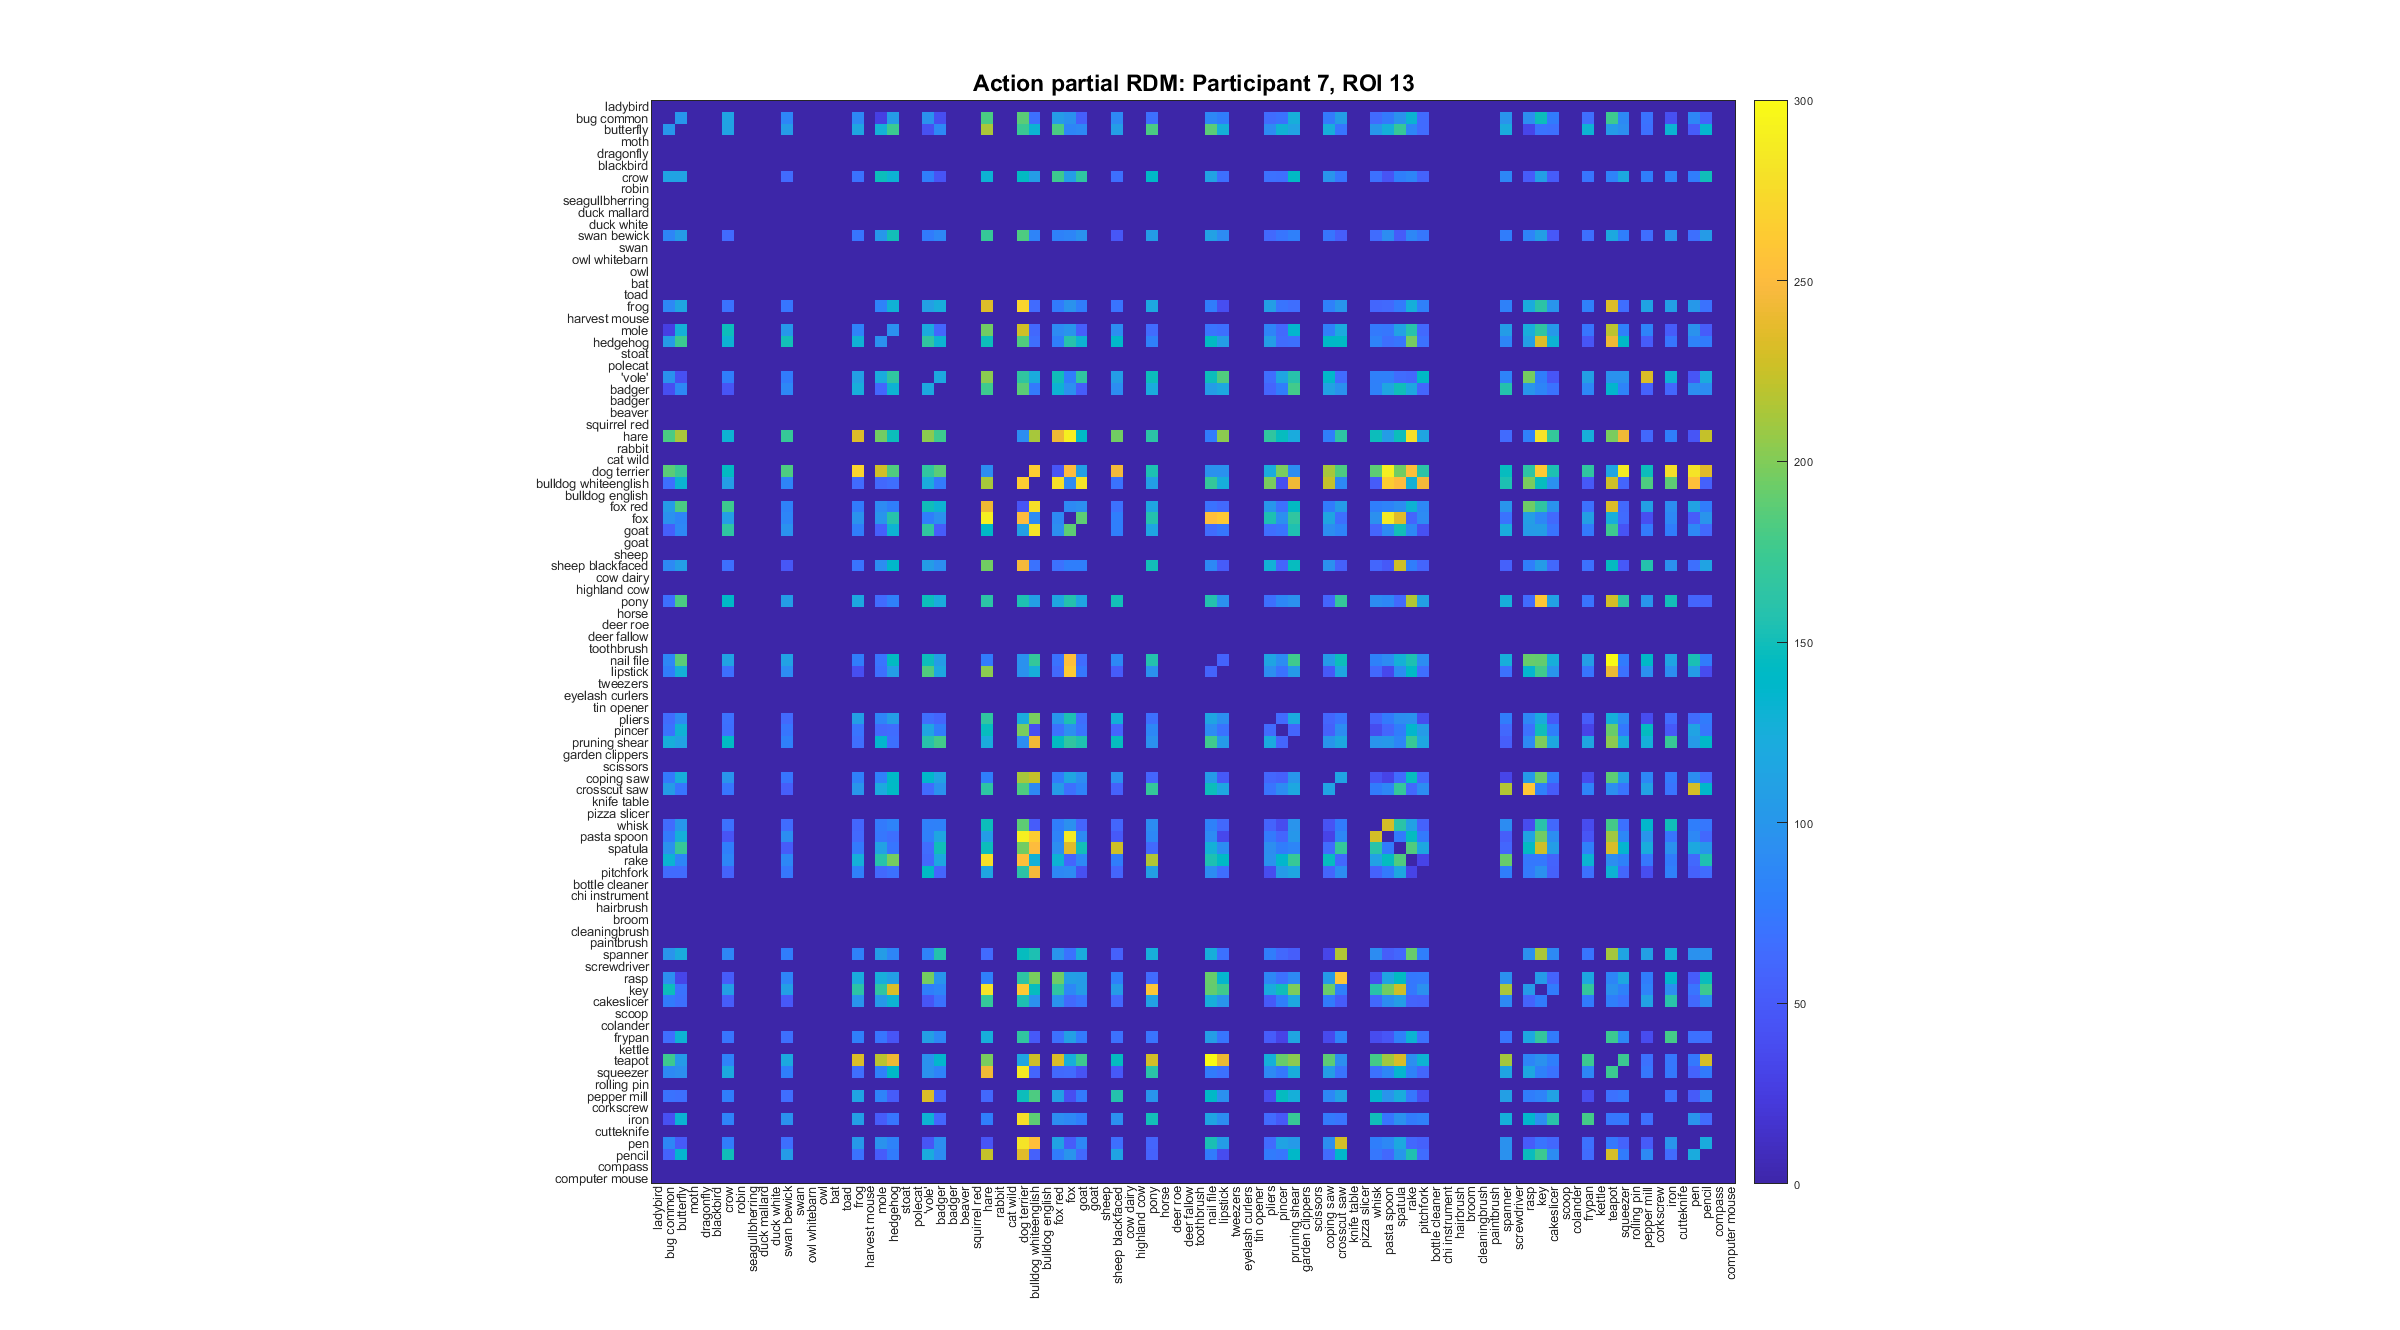 Action partial RDM: Participant 7, ROI 13
ladybird
bug common
butterfly
moth
dragonfly
blackbird
crow
robin
seagullbherring
duck mallard
duck white
swan bewick
swan
owl whitebarn
owl
bat
toad
frog
harvest mouse
mole
hedgehog
stoat
polecat
'vole'
badger
badger
beaver
squirrel red
hare
rabbit
cat wild
dog terrier
bulldog whiteenglish
bulldog english
fox red
fox
goat
goat
sheep
sheep blackfaced
cow dairy
highland cow
pony
horse
deer roe
deer fallow
toothbrush
nail file
lipstick
tweezers
eyelash curlers
tin opener
pliers
pincer
pruning shear
garden clippers
scissors
coping saw
crosscut saw
knife table
pizza slicer
whisk
pasta spoon
spatula
rake
pitchfork
bottle cleaner
chi instrument
hairbrush
broom
cleaningbrush
paintbrush
spanner
screwdriver
rasp
key
cakeslicer
scoop
colander
frypan
kettle
teapot
squeezer
rolling pin
pepper mill
corkscrew
iron
cutteknife
pen
pencil
compass
computer mouse
300
250
200
150
100
50
0
ladybird
bug common
butterfly
moth
dragonfly
blackbird
crow
robin
seagullbherring
duck mallard
duck white
swan bewick
swan
owl whitebarn
owl
bat
toad
frog
harvest mouse
mole
hedgehog
stoat
polecat
'vole'
badger
badger
beaver
squirrel red
hare
rabbit
cat wild
dog terrier
bulldog whiteenglish
bulldog english
fox red
fox
goat
goat
sheep
sheep blackfaced
cow dairy
highland cow
pony
horse
deer roe
deer fallow
toothbrush
nail file
lipstick
tweezers
eyelash curlers
tin opener
pliers
pincer
pruning shear
garden clippers
scissors
coping saw
crosscut saw
knife table
pizza slicer
whisk
pasta spoon
spatula
rake
pitchfork
bottle cleaner
chi instrument
hairbrush
broom
cleaningbrush
paintbrush
spanner
screwdriver
rasp
key
cakeslicer
scoop
colander
frypan
kettle
teapot
squeezer
rolling pin
pepper mill
corkscrew
iron
cutteknife
pen
pencil
compass
computer mouse